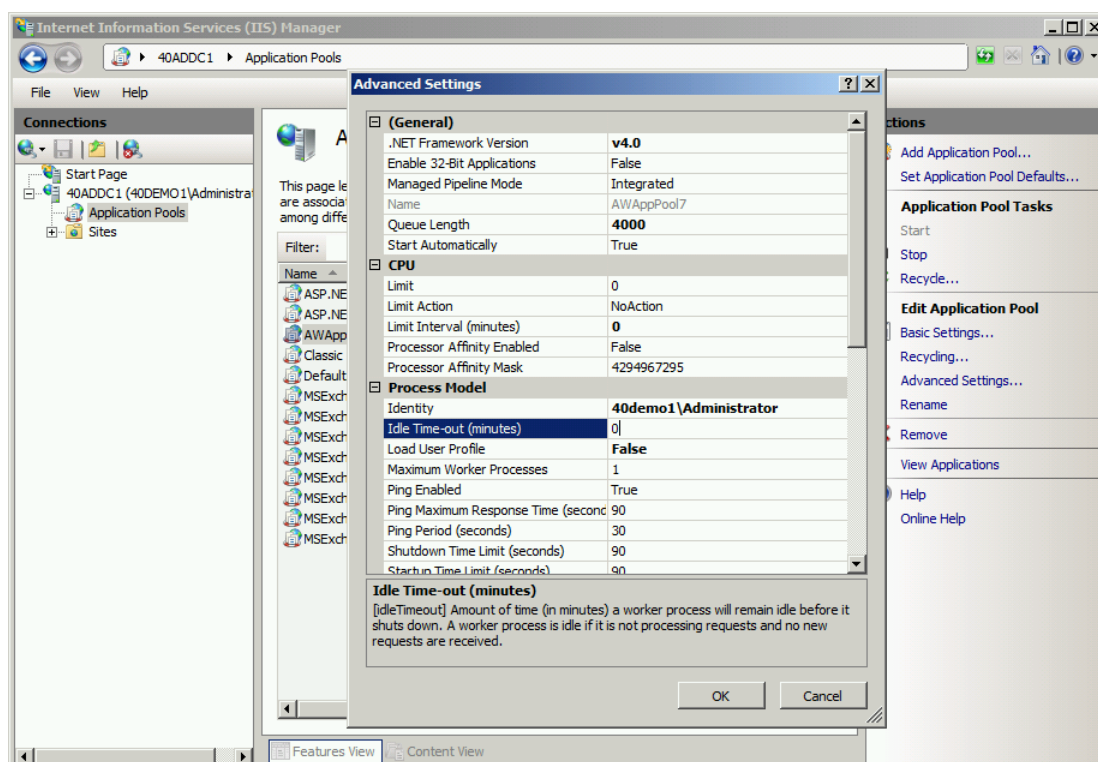 Internet Information Services (IIS) Manager
40ADDC1 Application Pools
File View Help
Connections
Start Page
40ADDC1 (40DEMO1\Administrat
Application Pools
Sites
A
This page le
are associat
among diffe
Filter:
Name
ASP.NE
ASP.NE
AWApp
Classic
Default
MSExch
MSExch
MSExch
MSExch
MSExch
MSExch
MSExch
MSExch
Features View Content View
Advanced Settings
(General)
.NET Framework Version v4.0
Enable 32-Bit Applications False
Managed Pipeline Mode Integrated
Name AWAppPool7
Queue Length 4000
Start Automatically True
CPU
Limit 0
Limit Action NoAction
Limit Interval (minutes) 0
Processor Affinity Enabled False
Processor Affinity Mask 4294967295
Process Model
Identity 40demo1\Administrator
Idle Time-out (minutes) 0
Load User Profile False
Maximum Worker Processes 1
Ping Enabled True
Ping Maximum Response Time (second 90
Ping Period (seconds) 30
Shutdown Time Limit (seconds) 90
Startup Time Limit (seconds) 90
Idle Time-out (minutes)
[idleTimeout] Amount of time (in minutes) a worker process will remain idle before it
shuts down. A worker process is idle if it is not processing requests and no new
requests are received.
OK Cancel
ctions
Add Application Pool...
Set Application Pool Defaults...
Application Pool Tasks
Start
Stop
Recycle...
Edit Application Pool
Basic Settings...
Recycling...
Advanced Settings...
Rename
Remove
View Applications
Help
Online Help